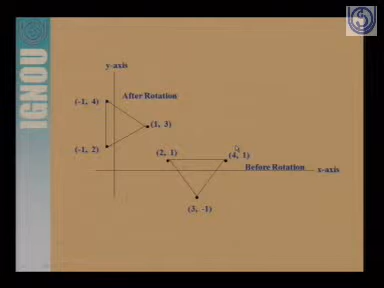 IGNOU
y-axis
(-1, 4)
After Rotation
(1, 3)
(-1, 2)
(2, 1)
(4, 1)
Before Rotation
x-axis
(3, -1)